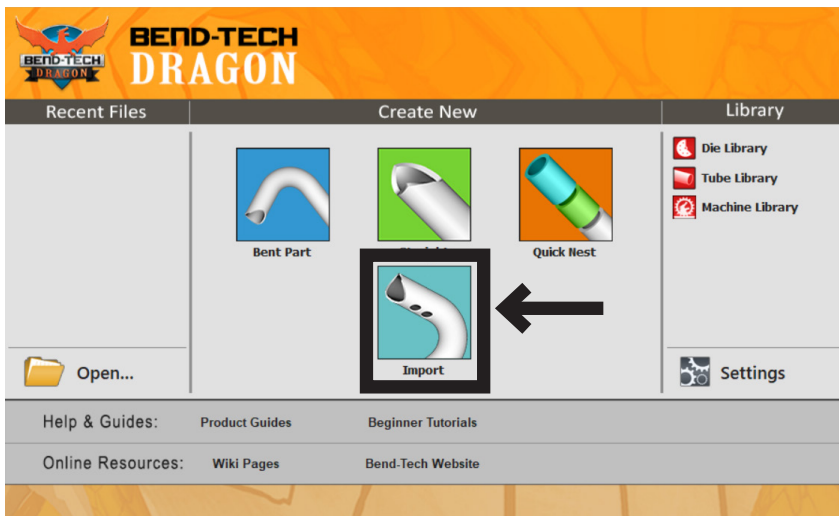 BEND-TECH
DRAGON
BEND-TECH
DRAGON
Recent Files
Create New
Library
Bent Part
Quick Nest
Import
Die Library
Tube Library
Machine Library
Open...
Settings
Help & Guides: Product Guides Beginner Tutorials
Online Resources: Wiki Pages Bend-Tech Website